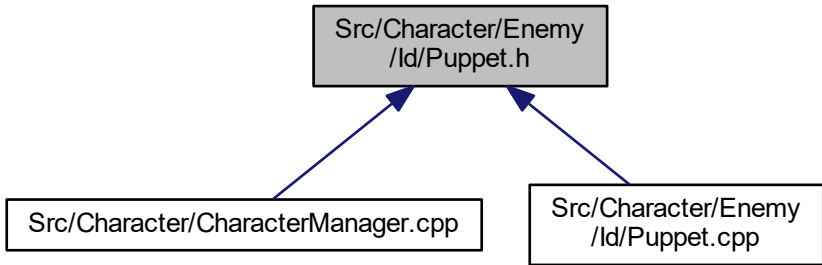 Src/Character/Enemy
/Id/Puppet.h
Src/Character/CharacterManager.cpp
Src/Character/Enemy
/Id/Puppet.cpp